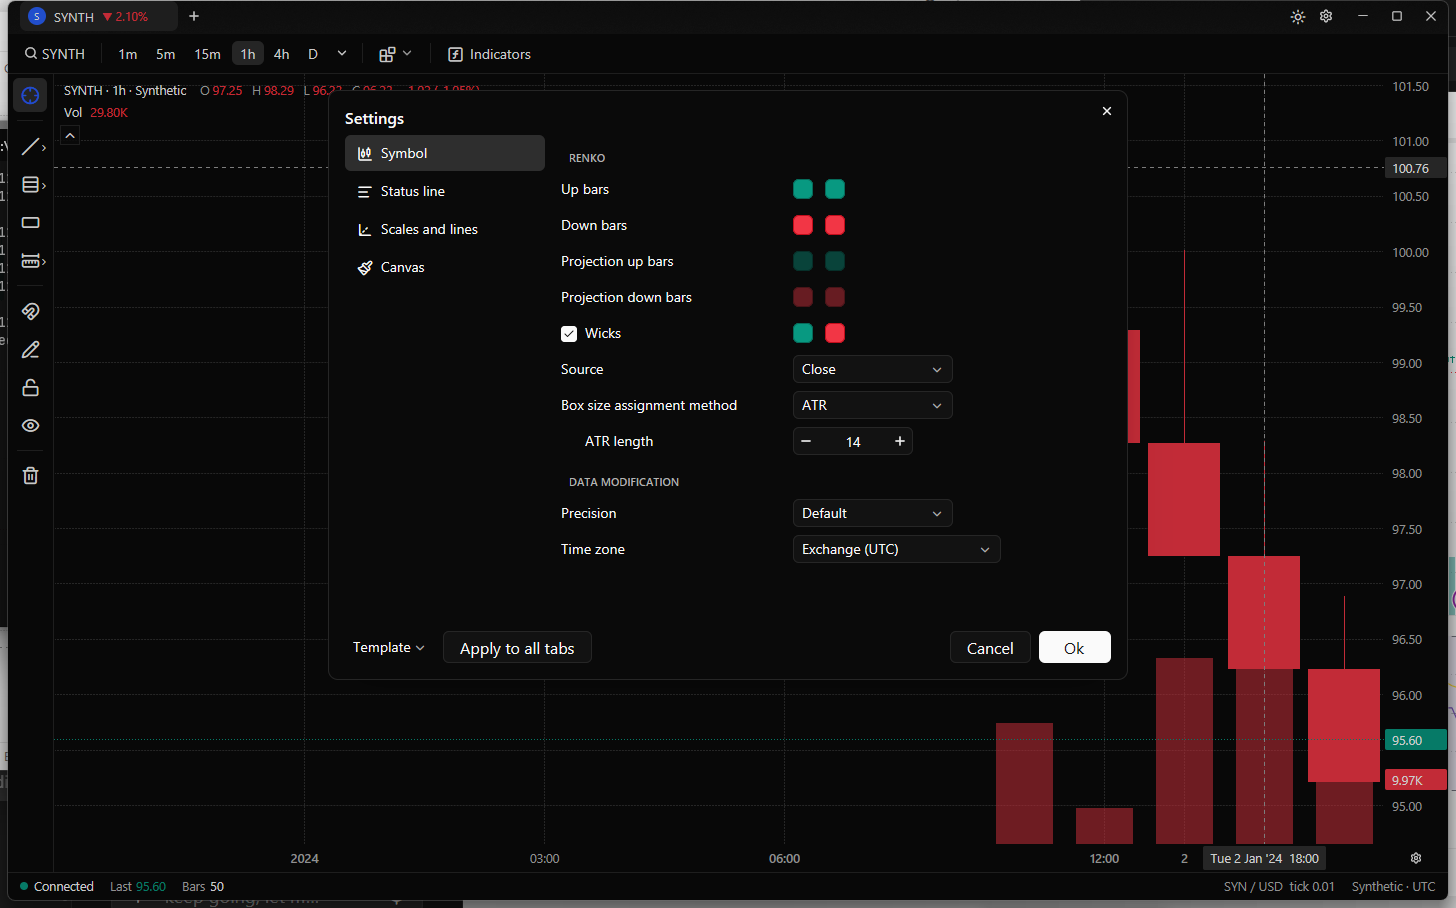 SYNTH ▼ 2.10%
SYNTH 1m 5m 15m 1h 4h D Indicators
SYNTH · 1h · Synthetic O 97.25 H 98.29
Vol 29.80K
Settings
Symbol
Status line
Scales and lines
Canvas
RENKO
Up bars
Down bars
Projection up bars
Projection down bars
Wicks
Source Close
Box size assignment method ATR
ATR length 14
DATA MODIFICATION
Precision Default
Time zone Exchange (UTC)
Template Apply to all tabs Cancel Ok
101.50
101.00
100.76
100.50
100.00
99.50
99.00
98.50
98.00
97.50
97.00
96.50
96.00
95.60
9.97K
95.00
2024 03:00 06:00 12:00 2 Tue 2 Jan '24 18:00
Connected Last 95.60 Bars 50 SYN / USD tick 0.01 Synthetic · UTC